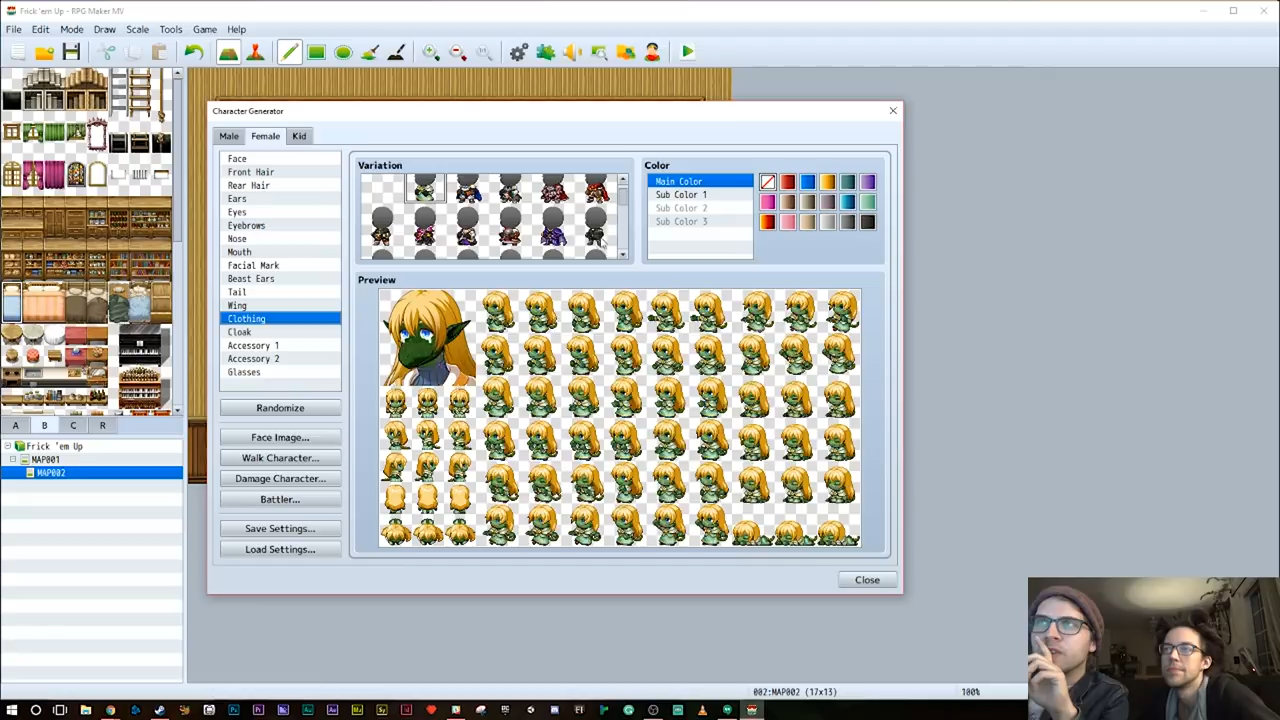 Frick 'em Up - RPG Maker MV
File Edit Mode Draw Scale Tools Game Help
Character Generator
Male Female Kid
Face
Front Hair
Rear Hair
Ears
Eyes
Eyebrows
Nose
Mouth
Facial Mark
Beast Ears
Tail
Wing
Clothing
Cloak
Accessory 1
Accessory 2
Glasses
Randomize
Face Image...
Walk Character...
Damage Character...
Battler...
Save Settings...
Load Settings...
Variation
Color
Main Color
Sub Color 1
Sub Color 2
Sub Color 3
Preview
Close
A B C R
Frick 'em Up
MAP001
MAP002
002:MAP002 (17x13) 100%